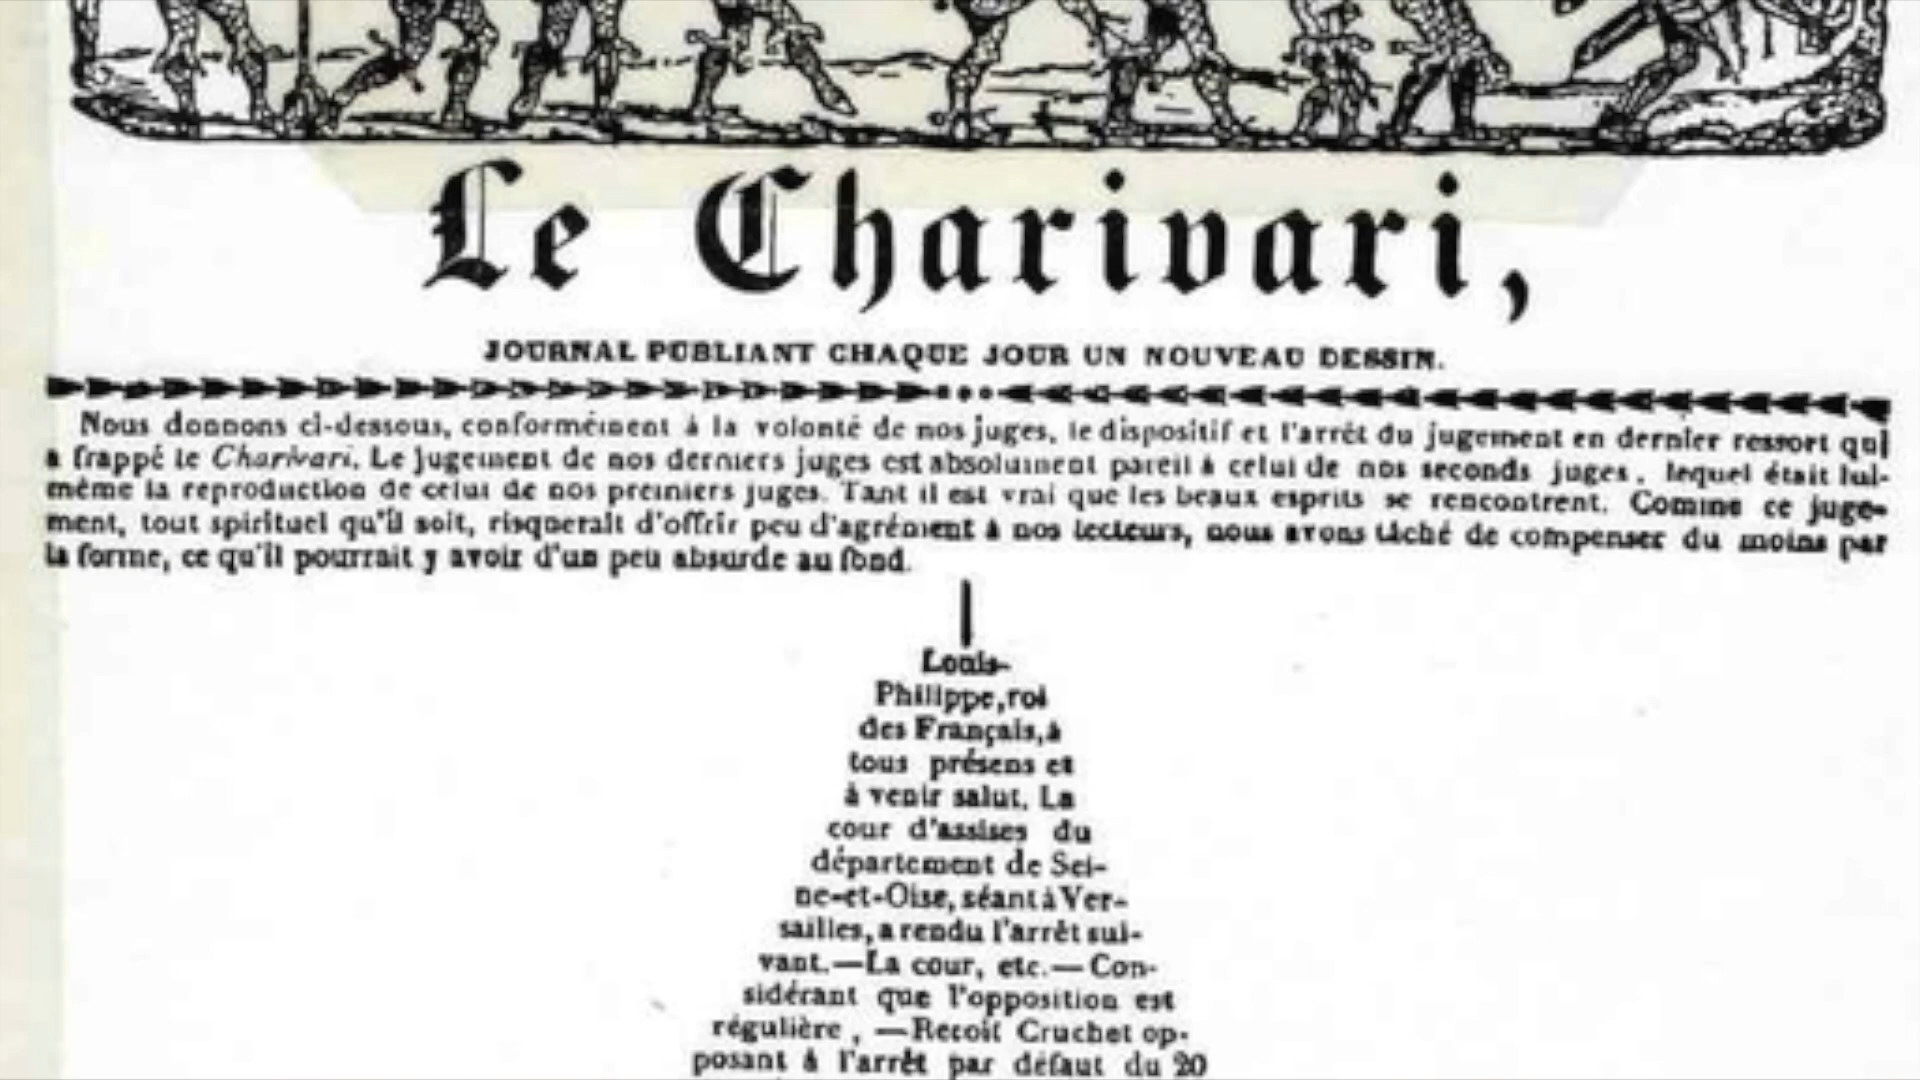 Le Charivari,
JOURNAL PUBLIANT CHAQUE JOUR UN NOUVEAU DESSIN.
Nous donnons ci-dessous, conformément à la volonté de nos juges, le dispositif et l'arrêt du jugement en dernier ressort qui
a frappé le Charivari. Le jugement de nos derniers juges est absolument pareil à celui de nos seconds juges, lequel était lui-
même la reproduction de celui de nos premiers juges. Tant il est vrai que les beaux esprits se rencontrent. Comme ce juge-
ment, tout spirituel qu'il soit, risquerait d'offrir peu d'agrément à nos lecteurs, nous avons tâché de compenser du moins par
la forme, ce qu'il pourrait y avoir d'un peu absurde au fond.
Louis-
Philippe, roi
des Français, à
tous présens et
à venir salut. La
cour d'assises du
département de Sei-
ne-et-Oise, séant à Ver-
sailles, a rendu l'arrêt sui-
vant.—La cour, etc.—Con-
sidérant que l'opposition est
régulière, —Reçoit Cruchet op-
posant à l'arrêt par défaut du 20